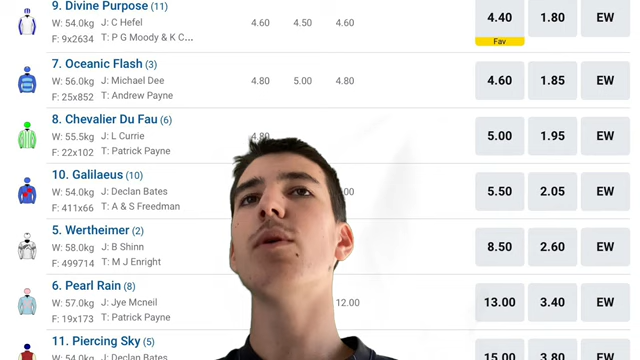 9. Divine Purpose (11)
W: 54.0kg J: C Hefel 4.60 4.50 4.60 4.40 1.80 EW
F: 9x2634 T: P G Moody & K C... Fav
7. Oceanic Flash (3)
W: 56.0kg J: Michael Dee 4.80 5.00 4.80 4.60 1.85 EW
F: 25x852 T: Andrew Payne
8. Chevalier Du Fau (6)
W: 55.5kg J: L Currie 4.80 5.00 1.95 EW
F: 22x102 T: Patrick Payne
10. Galilaeus (10)
W: 54.0kg J: Declan Bates 5.50 2.05 EW
F: 411x66 T: A & S Freedman
5. Wertheimer (2)
W: 58.0kg J: B Shinn 8.50 2.60 EW
F: 499714 T: M J Enright
6. Pearl Rain (8)
W: 57.0kg J: Jye Mcneil 12.00 13.00 3.40 EW
F: 19x173 T: Patrick Payne
11. Piercing Sky (5)
W: 54.0kg J: Declan Bates 15.00 3.80 EW